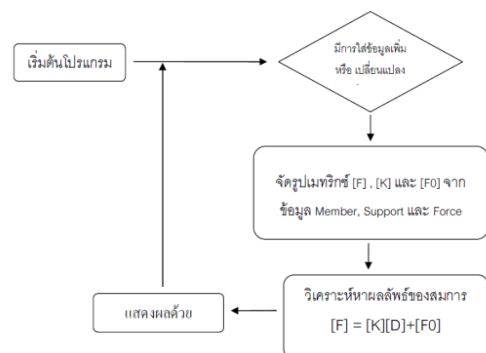 เริ่มต้นโปรแกรม
มีการใส่ข้อมูลเพิ่ม
หรือ เปลี่ยนแปลง
จัดรูปเมทริกซ์ [F] , [K] และ [F0] จาก
ข้อมูล Member, Support และ Force
วิเคราะห์หาผลลัพธ์ของสมการ
[F] = [K][D]+[F0]
แสดงผลด้วย